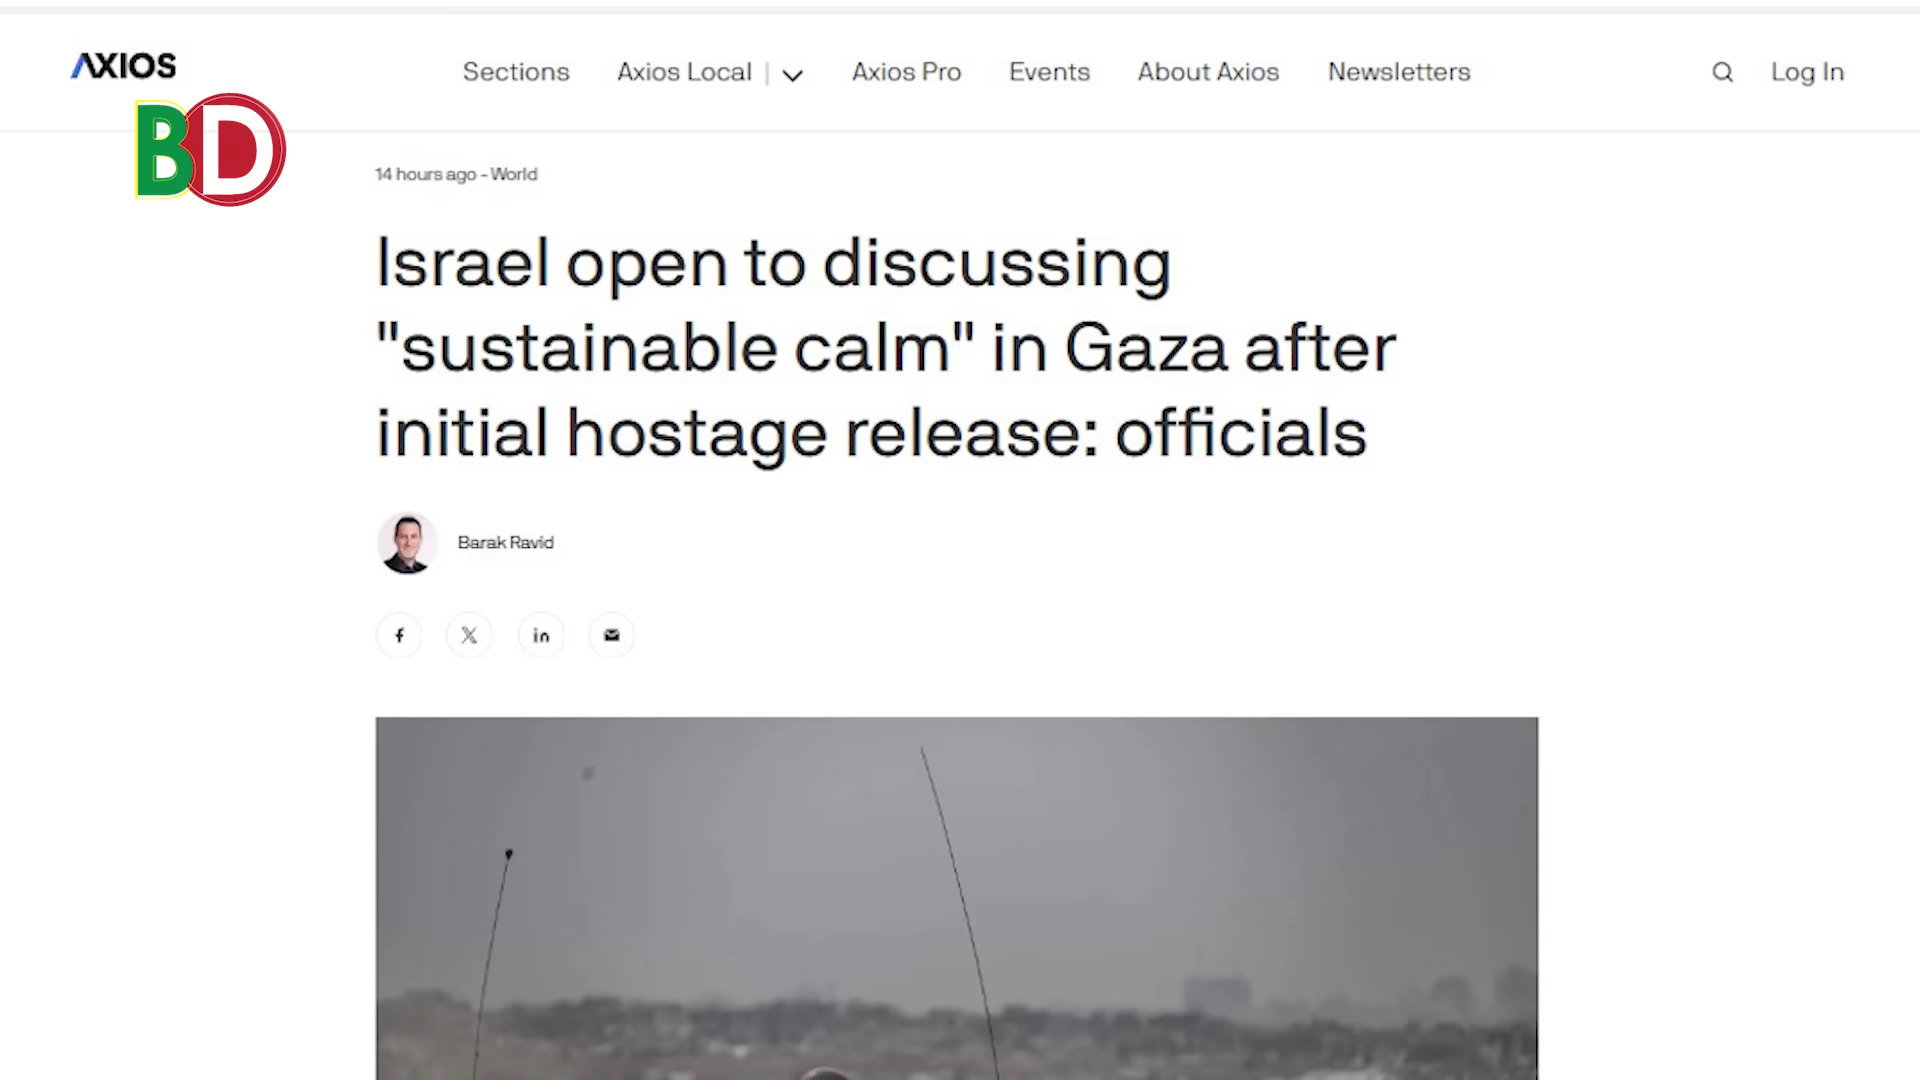 AXIOS
Sections Axios Local | Axios Pro Events About Axios Newsletters Log In
BD
14 hours ago - World
Israel open to discussing
"sustainable calm" in Gaza after
initial hostage release: officials
Barak Ravid